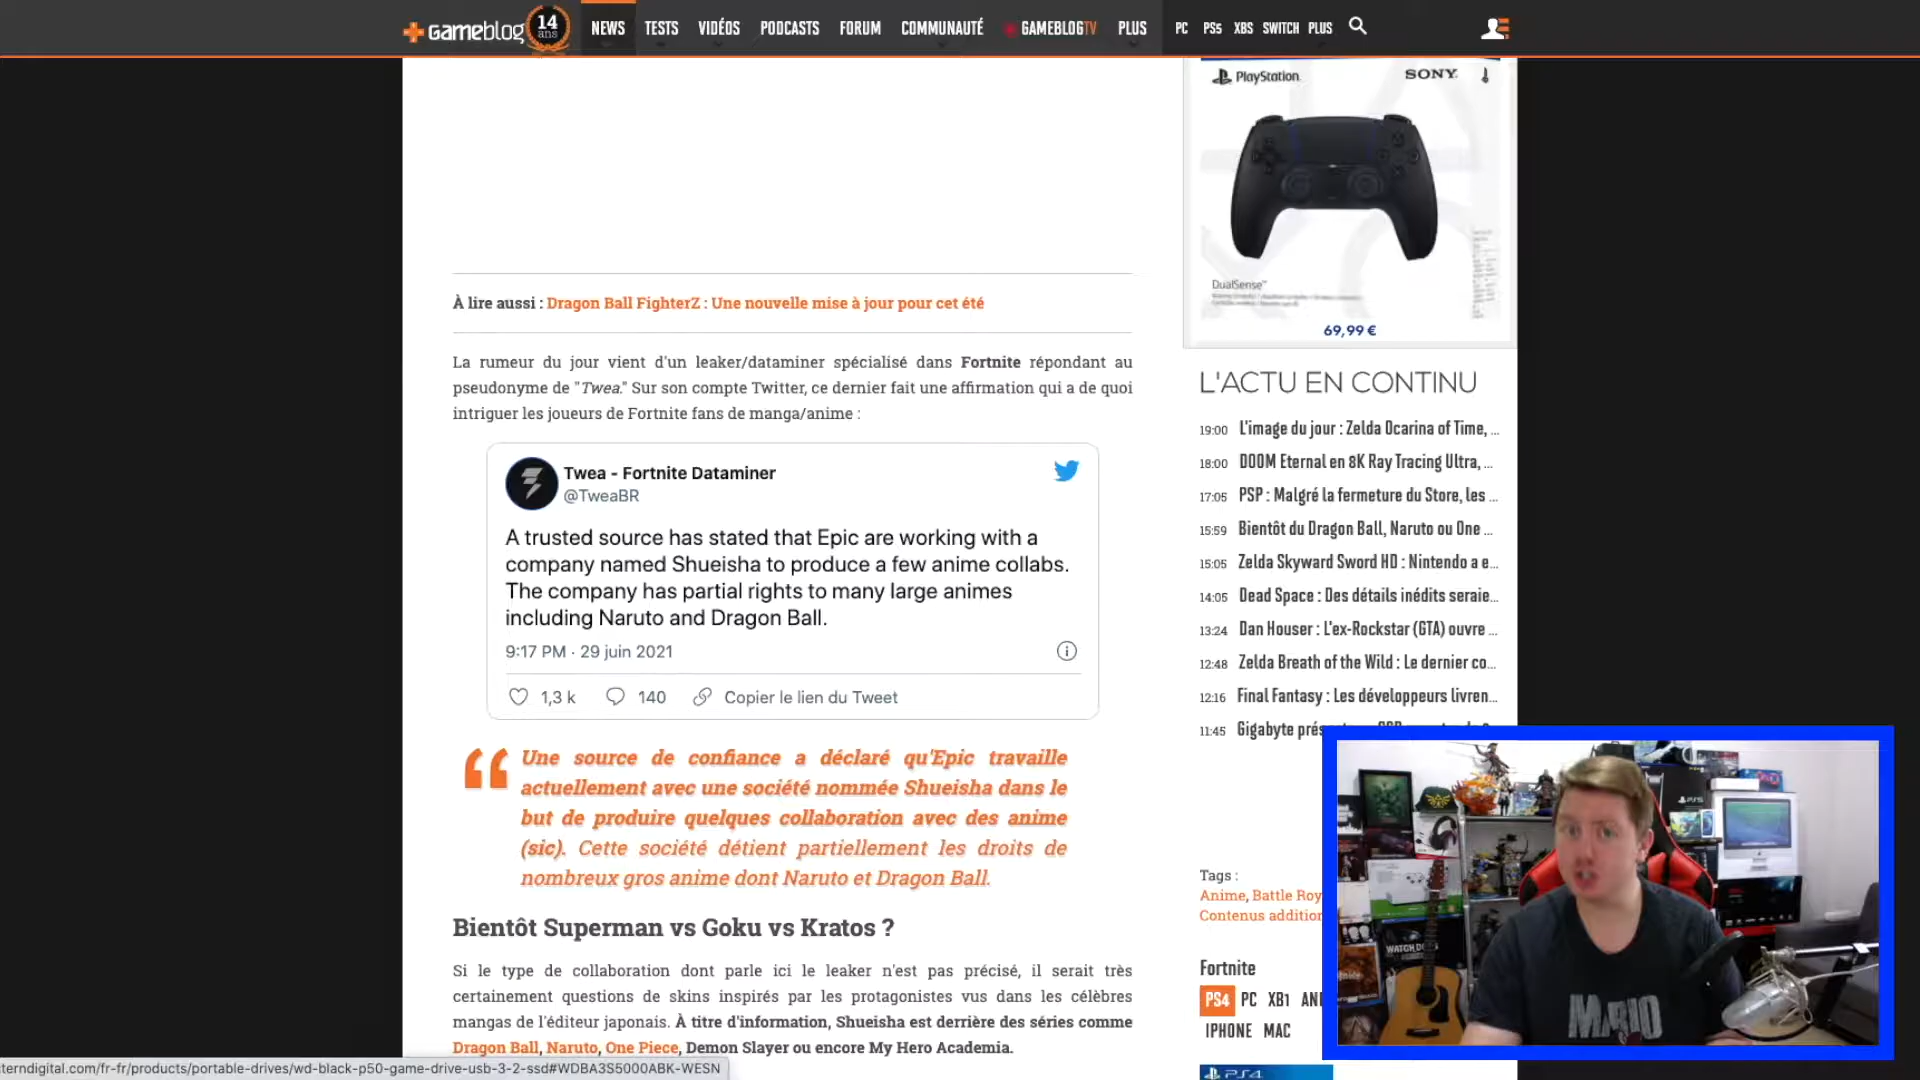 gameblog 14 ans NEWS TESTS VIDÉOS PODCASTS FORUM COMMUNAUTÉ GAMEBLOGTV PLUS PC PS5 XBS SWITCH PLUS
PlayStation SONY
DualSense™
69,99 €
À lire aussi : Dragon Ball FighterZ : Une nouvelle mise à jour pour cet été
La rumeur du jour vient d'un leaker/dataminer spécialisé dans Fortnite répondant au
pseudonyme de "Twea." Sur son compte Twitter, ce dernier fait une affirmation qui a de quoi
intriguer les joueurs de Fortnite fans de manga/anime :
Twea - Fortnite Dataminer
@TweaBR
A trusted source has stated that Epic are working with a
company named Shueisha to produce a few anime collabs.
The company has partial rights to many large animes
including Naruto and Dragon Ball.
9:17 PM · 29 juin 2021
1,3 k 140 Copier le lien du Tweet
Une source de confiance a déclaré qu'Epic travaille
actuellement avec une société nommée Shueisha dans le
but de produire quelques collaboration avec des anime
(sic). Cette société détient partiellement les droits de
nombreux gros anime dont Naruto et Dragon Ball.
Bientôt Superman vs Goku vs Kratos ?
Si le type de collaboration dont parle ici le leaker n'est pas précisé, il serait très
certainement questions de skins inspirés par les protagonistes vus dans les célèbres
mangas de l'éditeur japonais. À titre d'information, Shueisha est derrière des séries comme
Dragon Ball, Naruto, One Piece, Demon Slayer ou encore My Hero Academia.
L'ACTU EN CONTINU
19:00 L'image du jour : Zelda Ocarina of Time, ...
18:00 DOOM Eternal en 8K Ray Tracing Ultra, ...
17:05 PSP : Malgré la fermeture du Store, les ...
15:59 Bientôt du Dragon Ball, Naruto ou One ...
15:05 Zelda Skyward Sword HD : Nintendo a e...
14:05 Dead Space : Des détails inédits seraie...
13:24 Dan Houser : L'ex-Rockstar (GTA) ouvre ...
12:48 Zelda Breath of the Wild : Le dernier co...
12:16 Final Fantasy : Les développeurs livren...
11:45 Gigabyte prés
Tags :
Anime, Battle Roy
Contenus addition
Fortnite
PS4 PC XB1 AN
IPHONE MAC
PS4
WATCH DOGS
PS5
MARIO
terndigital.com/fr-fr/products/portable-drives/wd-black-p50-game-drive-usb-3-2-ssd#WDBA3S5000ABK-WESN